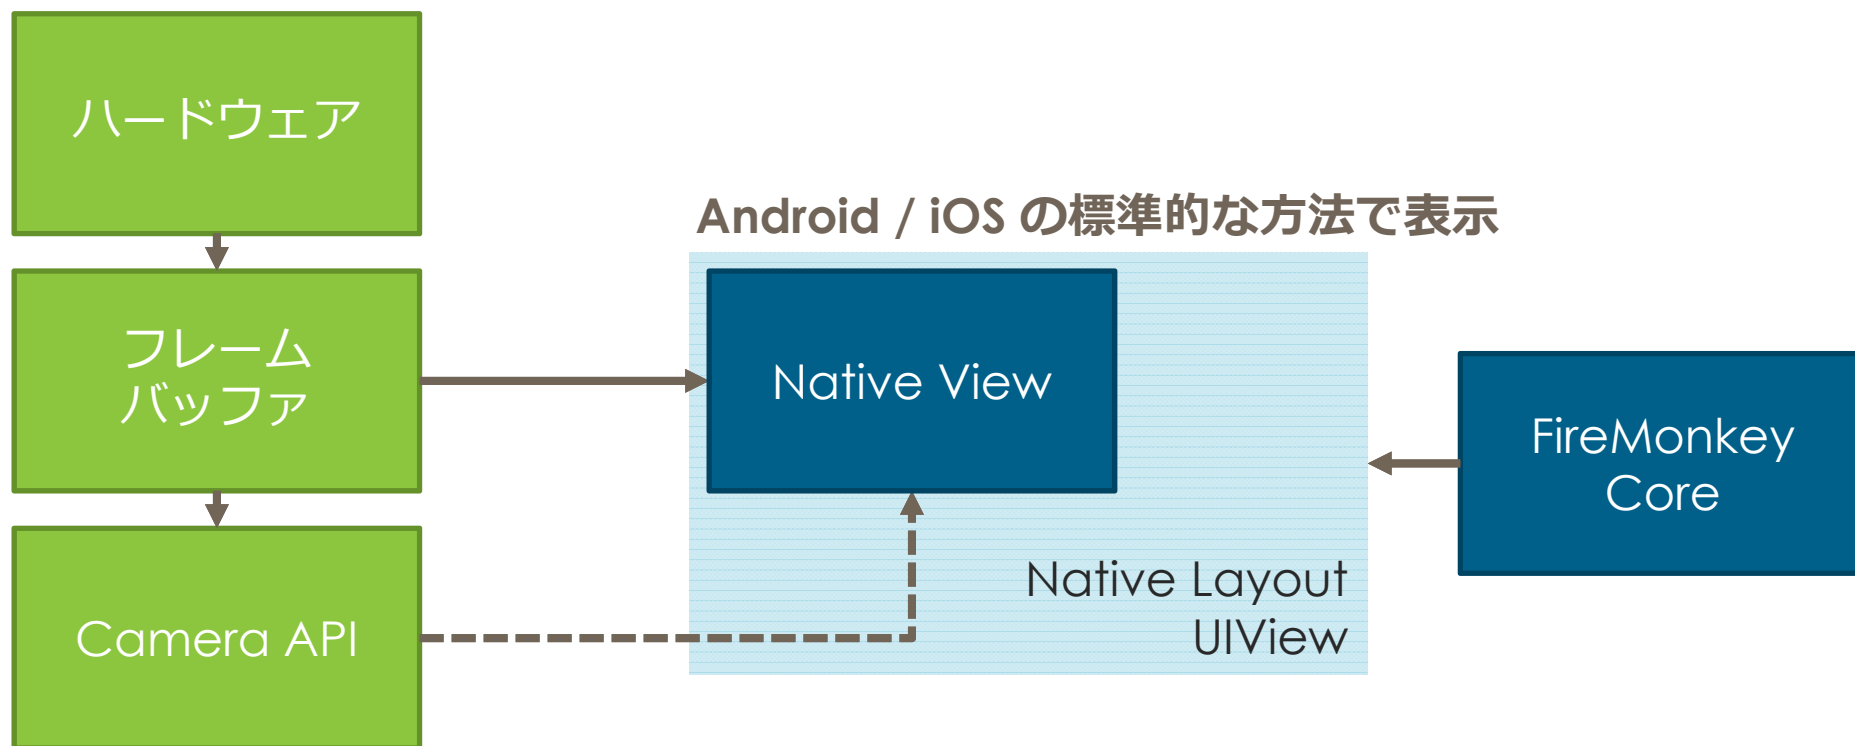 ハードウェア
Android / iOS の標準的な方法で表示
フレーム
バッファ
Native View
FireMonkey
Core
Native Layout
UIView
Camera API